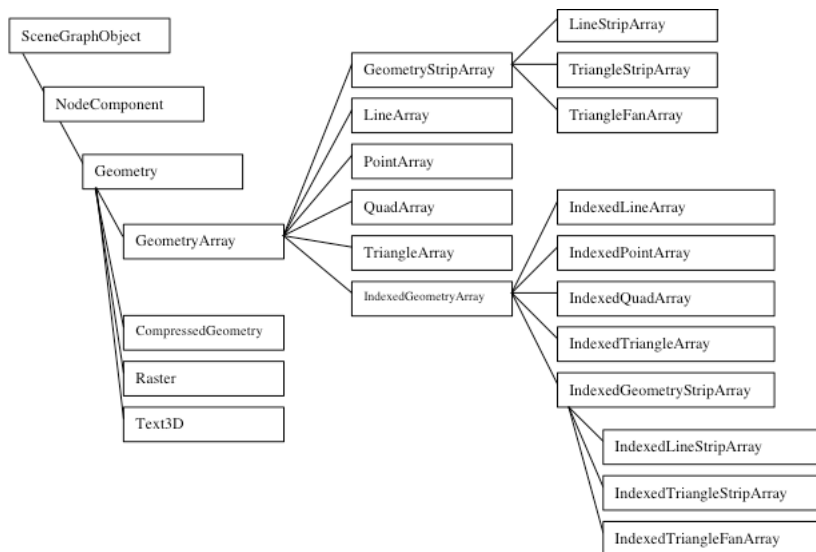 SceneGraphObject
NodeComponent
Geometry
GeometryArray
CompressedGeometry
Raster
Text3D
GeometryStripArray
LineArray
PointArray
QuadArray
TriangleArray
IndexedGeometryArray
LineStripArray
TriangleStripArray
TriangleFanArray
IndexedLineArray
IndexedPointArray
IndexedQuadArray
IndexedTriangleArray
IndexedGeometryStripArray
IndexedLineStripArray
IndexedTriangleStripArray
IndexedTriangleFanArray